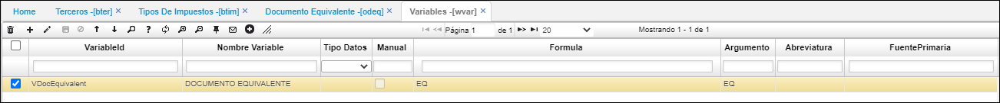 Home Terceros -[bter] × Tipos De Impuestos -[btim] × Documento Equivalente -[odeq] × Variables -[wvar] ×
Página 1 de 1 20 Mostrando 1 - 1 de 1
VariableId Nombre Variable Tipo Datos Manual Formula Argumento Abreviatura FuentePrimaria
VDocEquivalent DOCUMENTO EQUIVALENTE EQ EQ